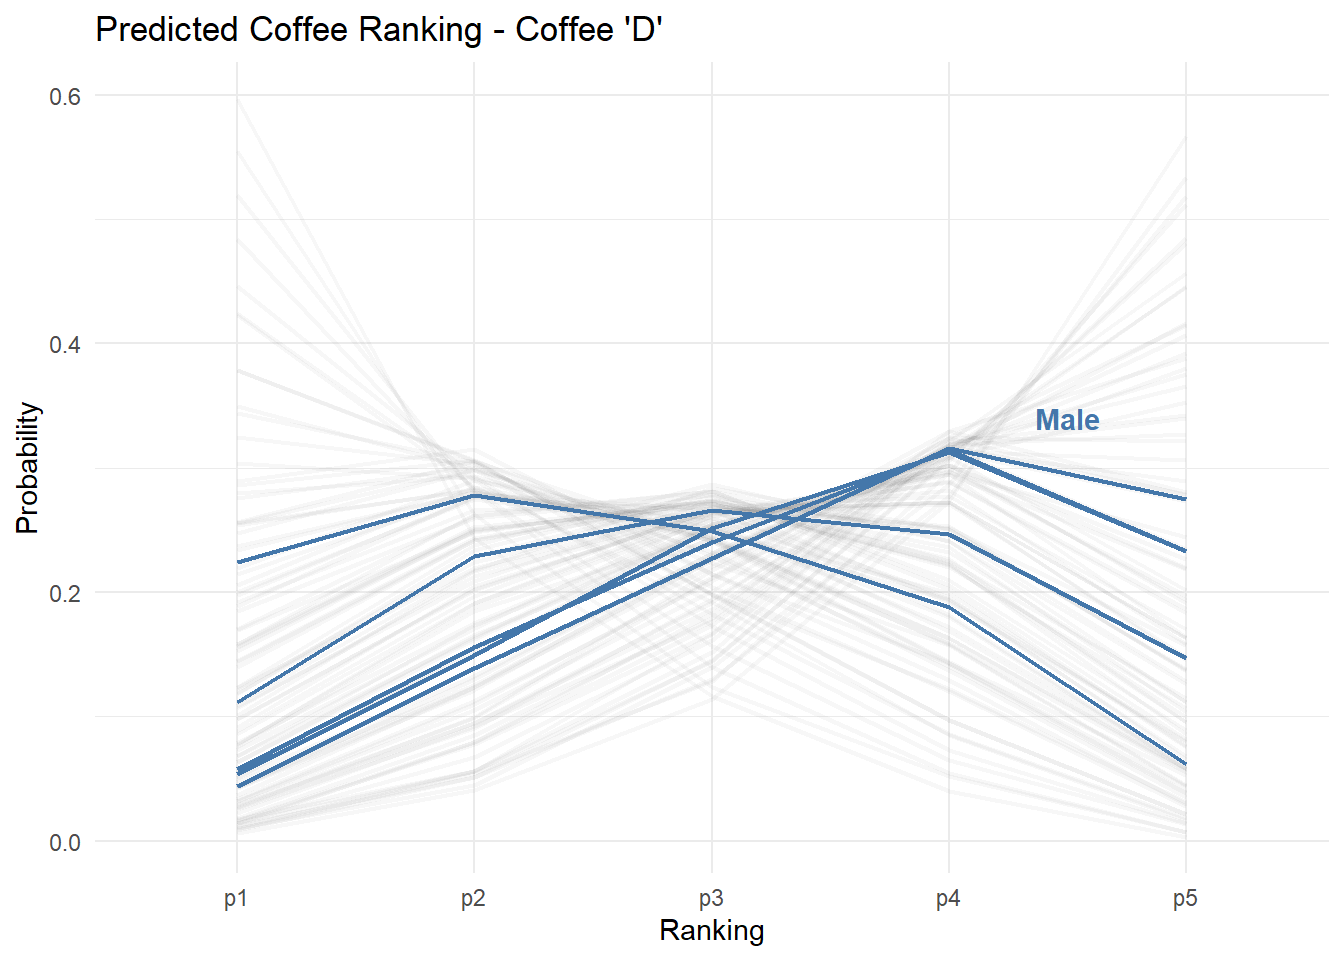 Predicted Coffee Ranking - Coffee 'D'
0.6
0.4
0.2
0.0
Probability
Male
p1 p2 p3 p4 p5
Ranking